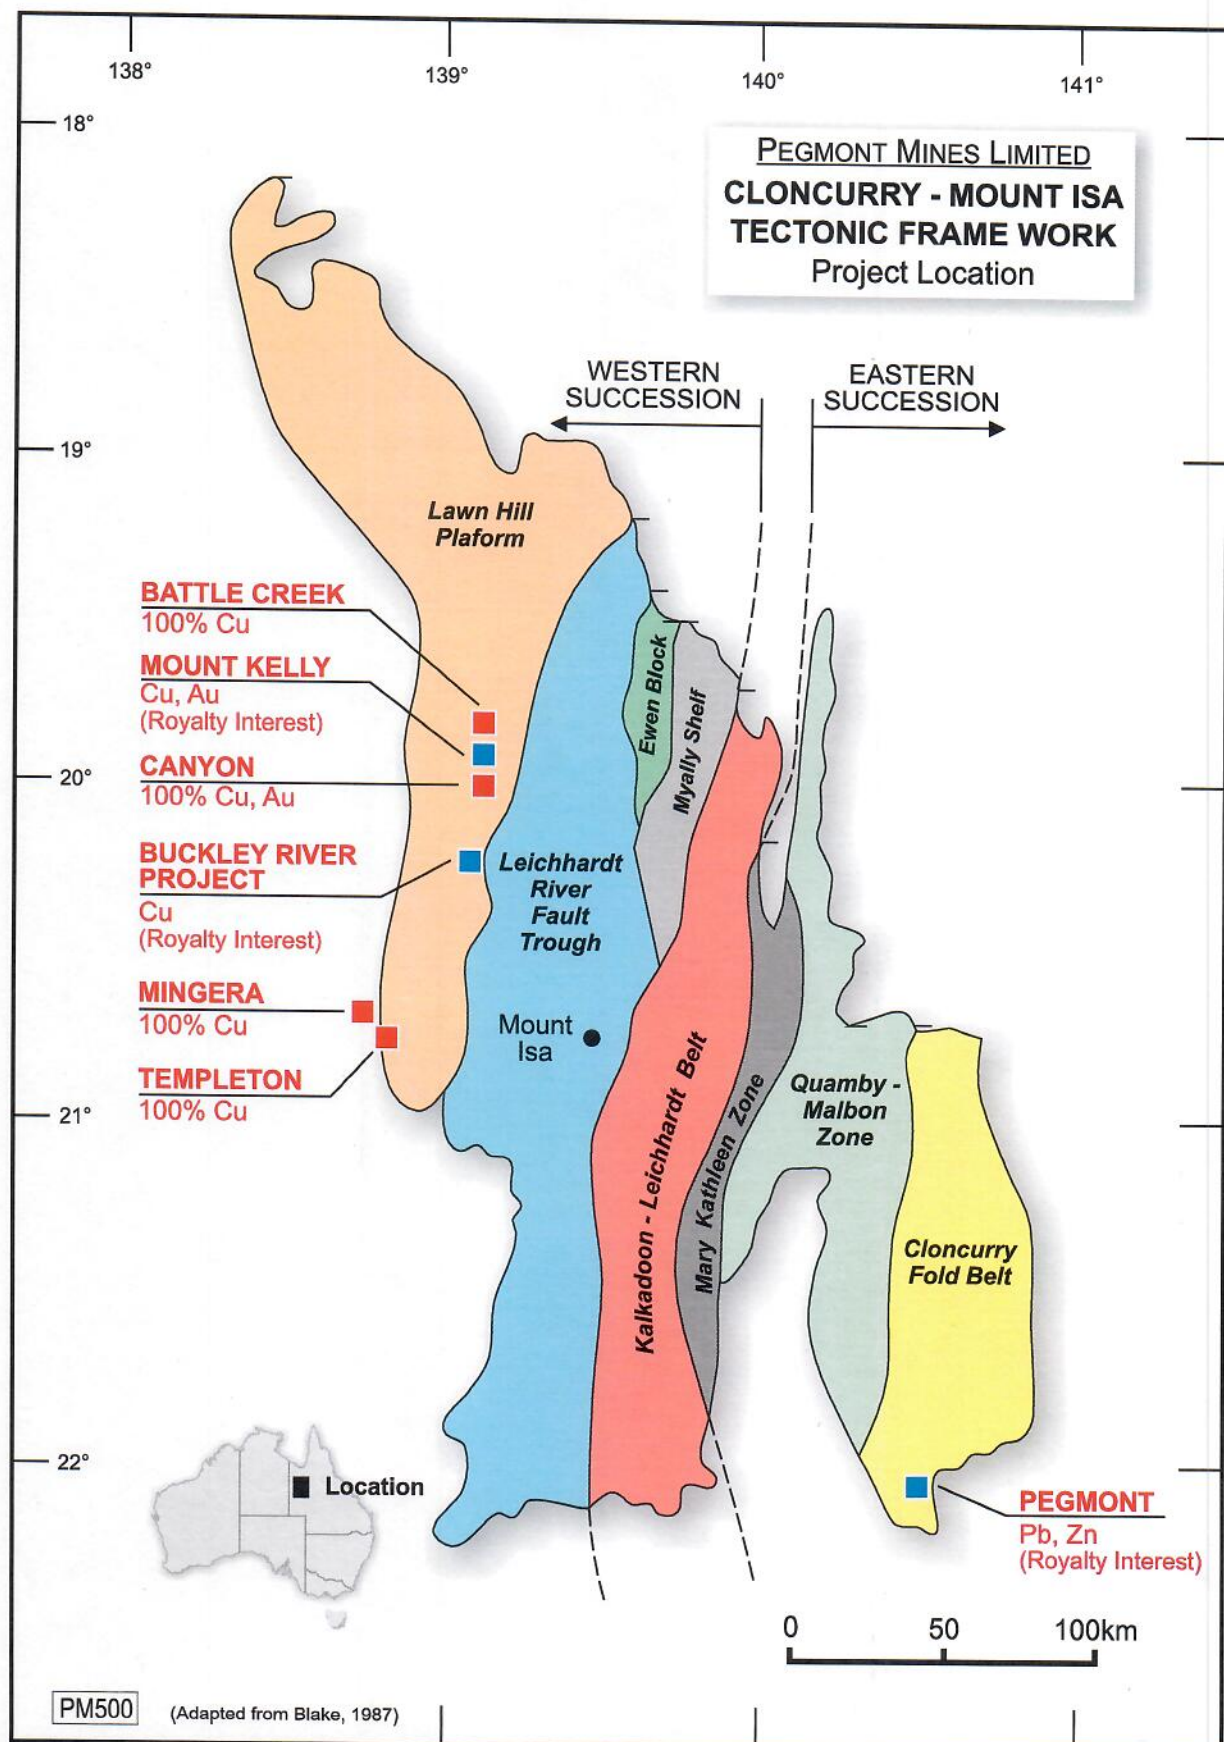 138°
139°
140°
141°
18°
PEGMONT MINES LIMITED
CLONCURRY - MOUNT ISA
TECTONIC FRAME WORK
Project Location
WESTERN
SUCCESSION
EASTERN
SUCCESSION
19°
Lawn Hill
Plaform
BATTLE CREEK
100% Cu
MOUNT KELLY
Cu, Au
(Royalty Interest)
Ewen Block
Myally Shelf
20°
CANYON
100% Cu, Au
BUCKLEY RIVER
PROJECT
Cu
(Royalty Interest)
Leichhardt
River
Fault
Trough
MINGERA
100% Cu
Mount
Isa
TEMPLETON
100% Cu
21°
Kalkadoon - Leichhardt Belt
Mary Kathleen Zone
Quamby -
Malbon
Zone
Cloncurry
Fold Belt
22°
Location
PEGMONT
Pb, Zn
(Royalty Interest)
0 50 100km
PM500
(Adapted from Blake, 1987)